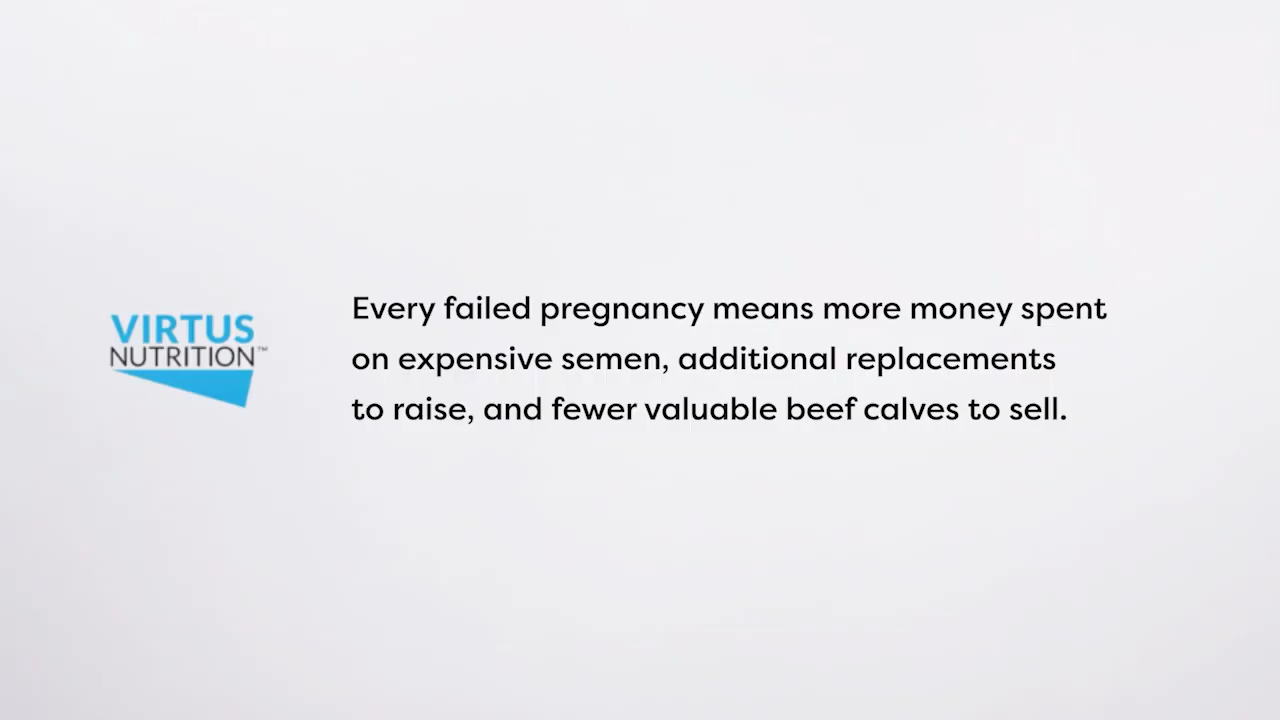 VIRTUS
NUTRITION™
Every failed pregnancy means more money spent
on expensive semen, additional replacements
to raise, and fewer valuable beef calves to sell.